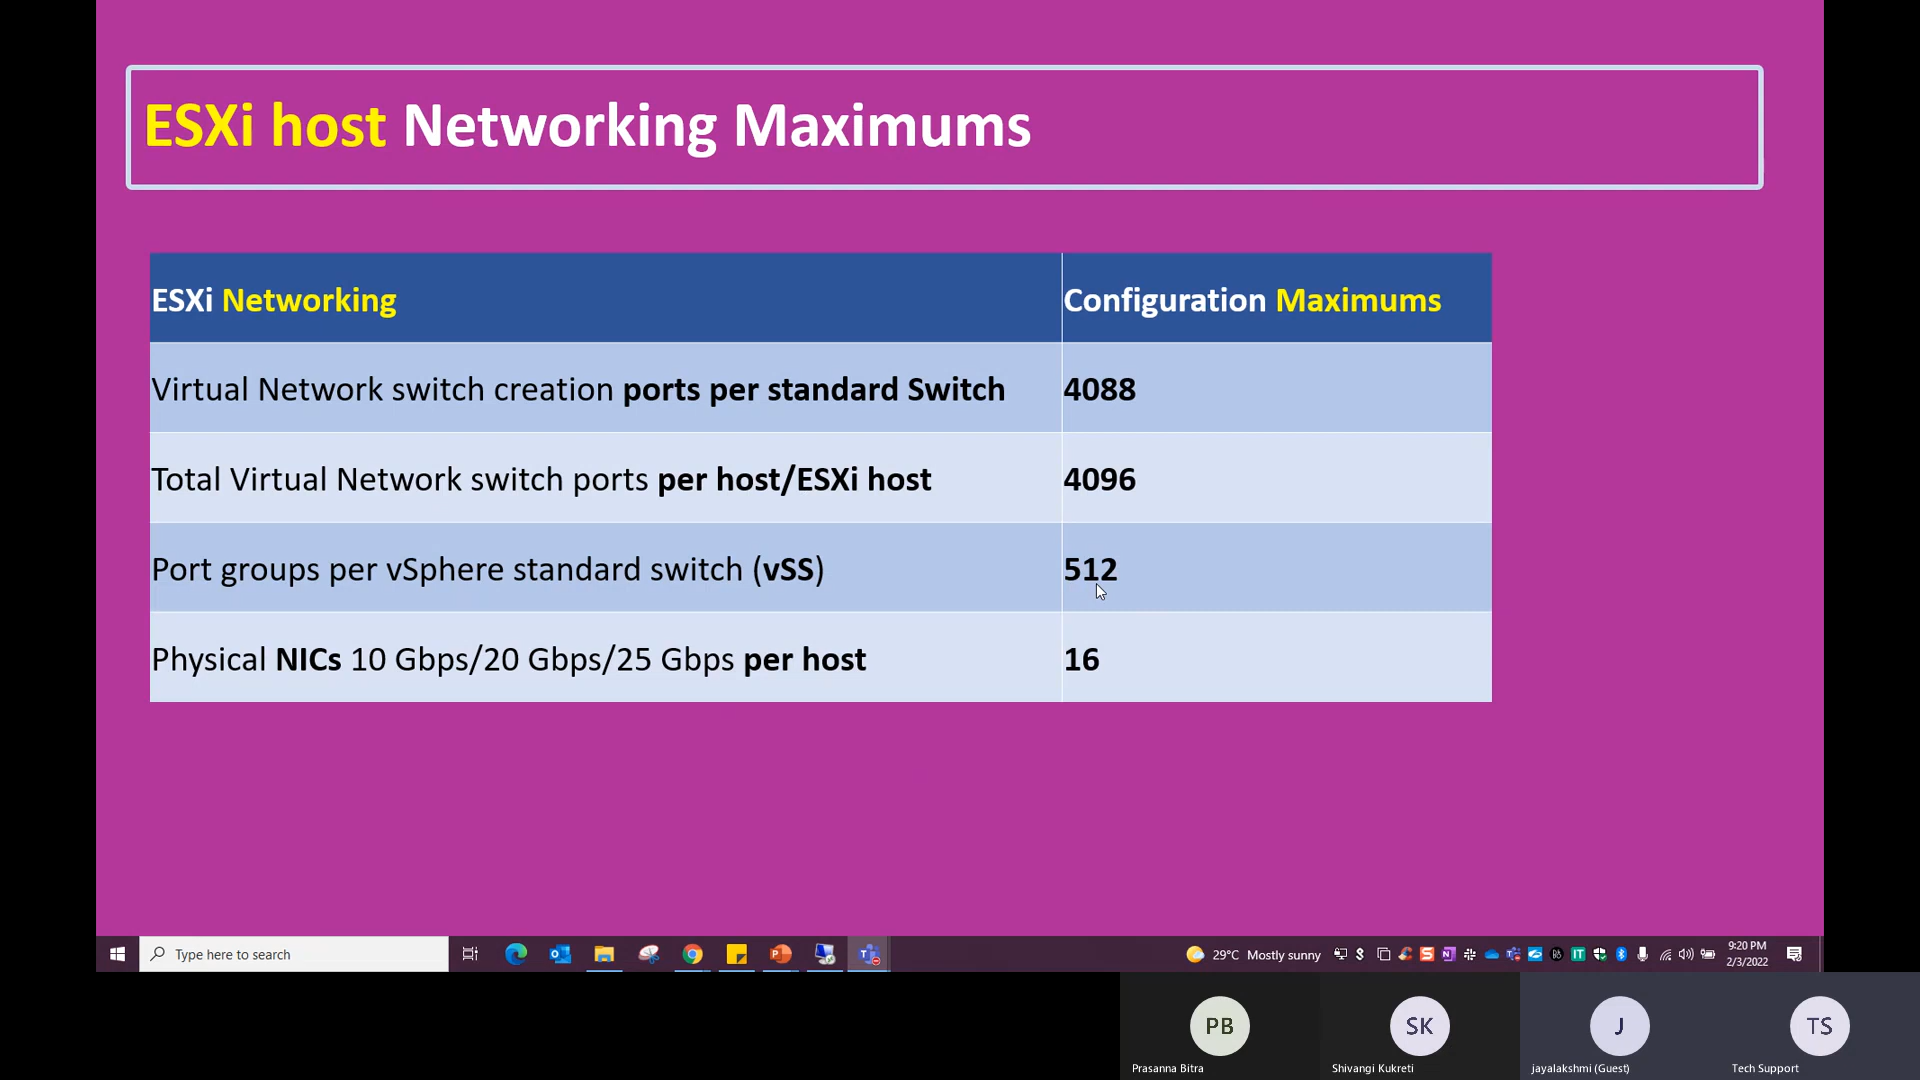 ESXi host Networking Maximums
ESXi Networking Configuration Maximums
Virtual Network switch creation ports per standard Switch 4088
Total Virtual Network switch ports per host/ESXi host 4096
Port groups per vSphere standard switch (vSS) 512
Physical NICs 10 Gbps/20 Gbps/25 Gbps per host 16
Type here to search
29°C Mostly sunny
9:20 PM
2/3/2022
PB
SK
J
TS
Prasanna Bitra
Shivangi Kukreti
jayalakshmi (Guest)
Tech Support